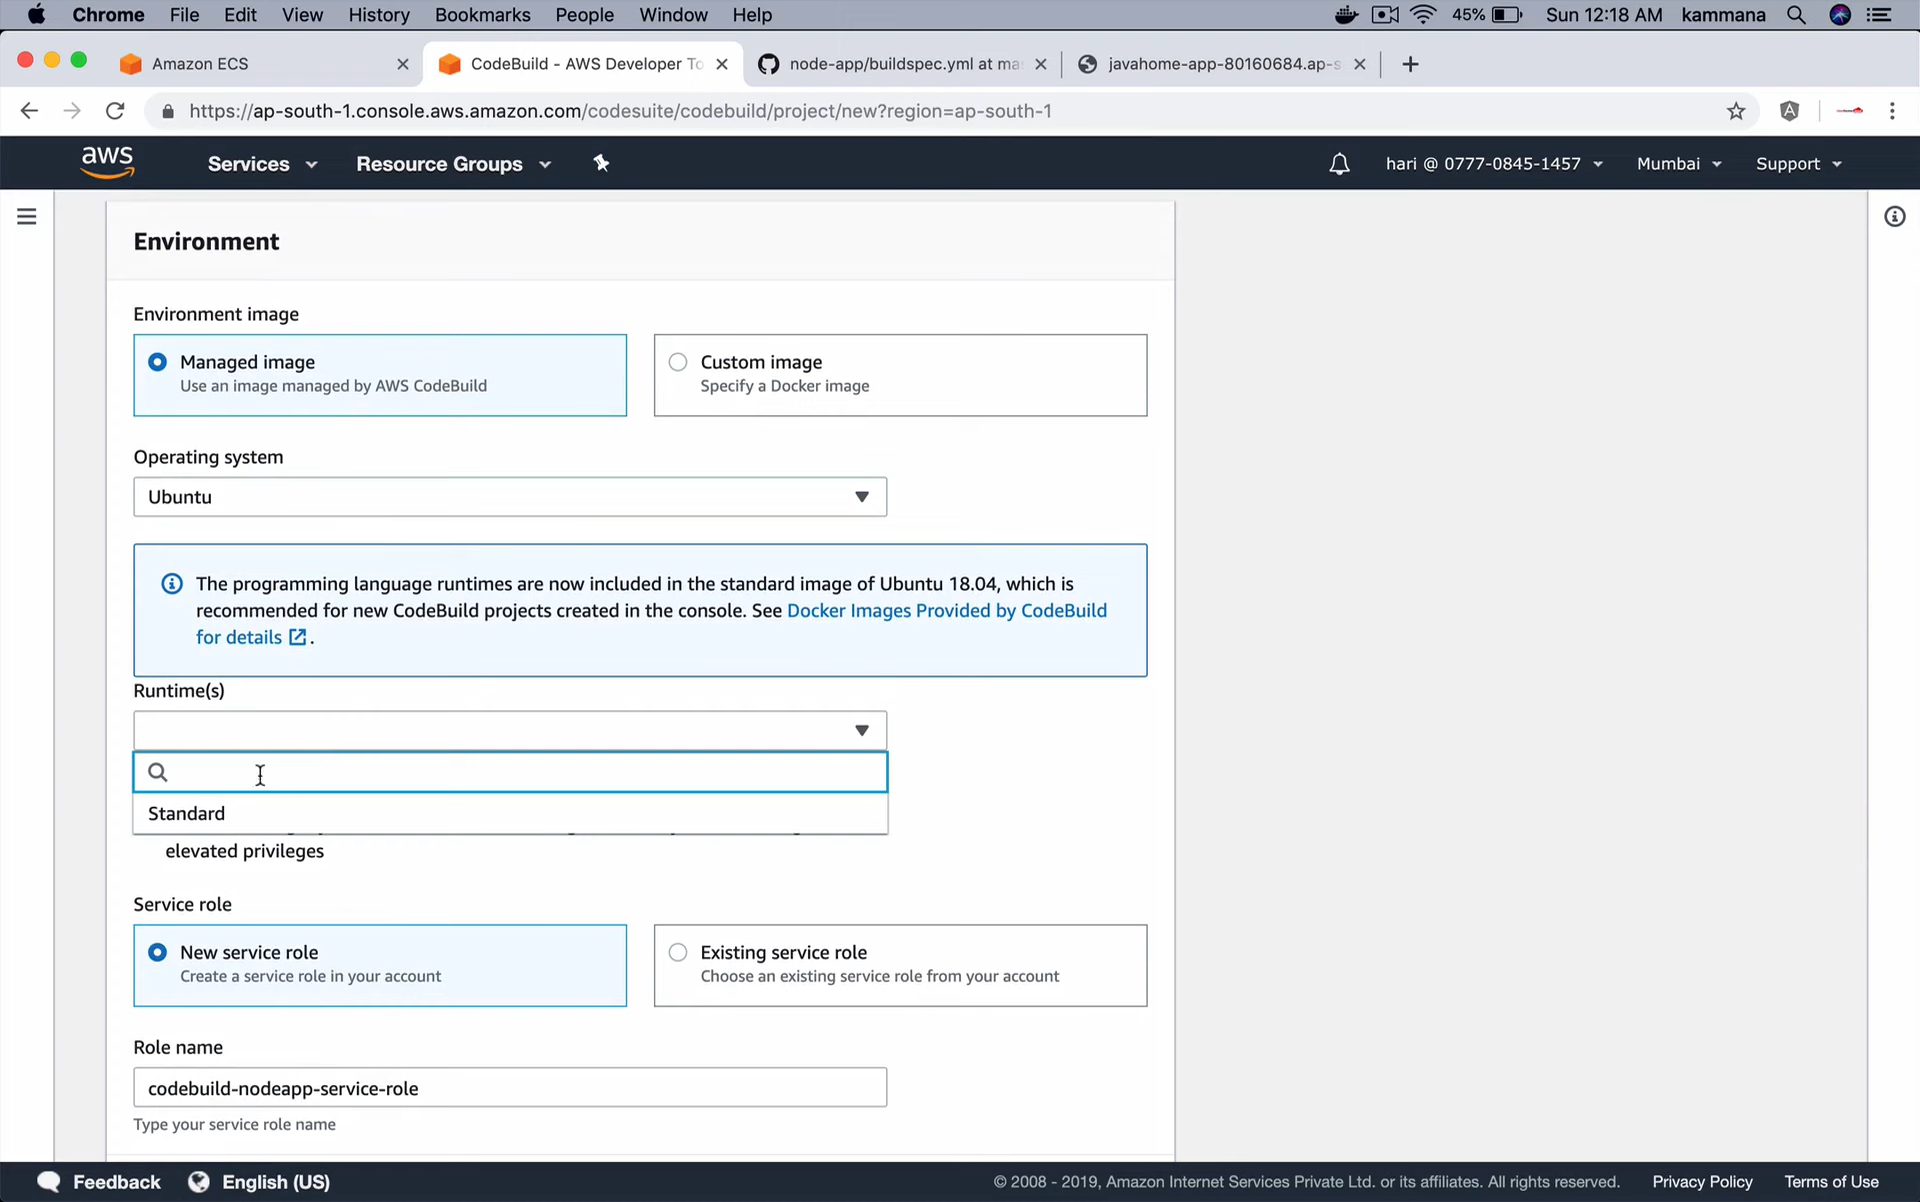 Chrome File Edit View History Bookmarks People Window Help 45% Sun 12:18 AM kammana
Amazon ECS CodeBuild - AWS Developer To node-app/buildspec.yml at ma javahome-app-80160684.ap-s
https://ap-south-1.console.aws.amazon.com/codesuite/codebuild/project/new?region=ap-south-1
aws Services Resource Groups hari @ 0777-0845-1457 Mumbai Support
Environment
Environment image
Managed image
Use an image managed by AWS CodeBuild
Custom image
Specify a Docker image
Operating system
Ubuntu
The programming language runtimes are now included in the standard image of Ubuntu 18.04, which is
recommended for new CodeBuild projects created in the console. See Docker Images Provided by CodeBuild
for details .
Runtime(s)
Standard
elevated privileges
Service role
New service role
Create a service role in your account
Existing service role
Choose an existing service role from your account
Role name
codebuild-nodeapp-service-role
Type your service role name
Feedback English (US) © 2008 - 2019, Amazon Internet Services Private Ltd. or its affiliates. All rights reserved. Privacy Policy Terms of Use